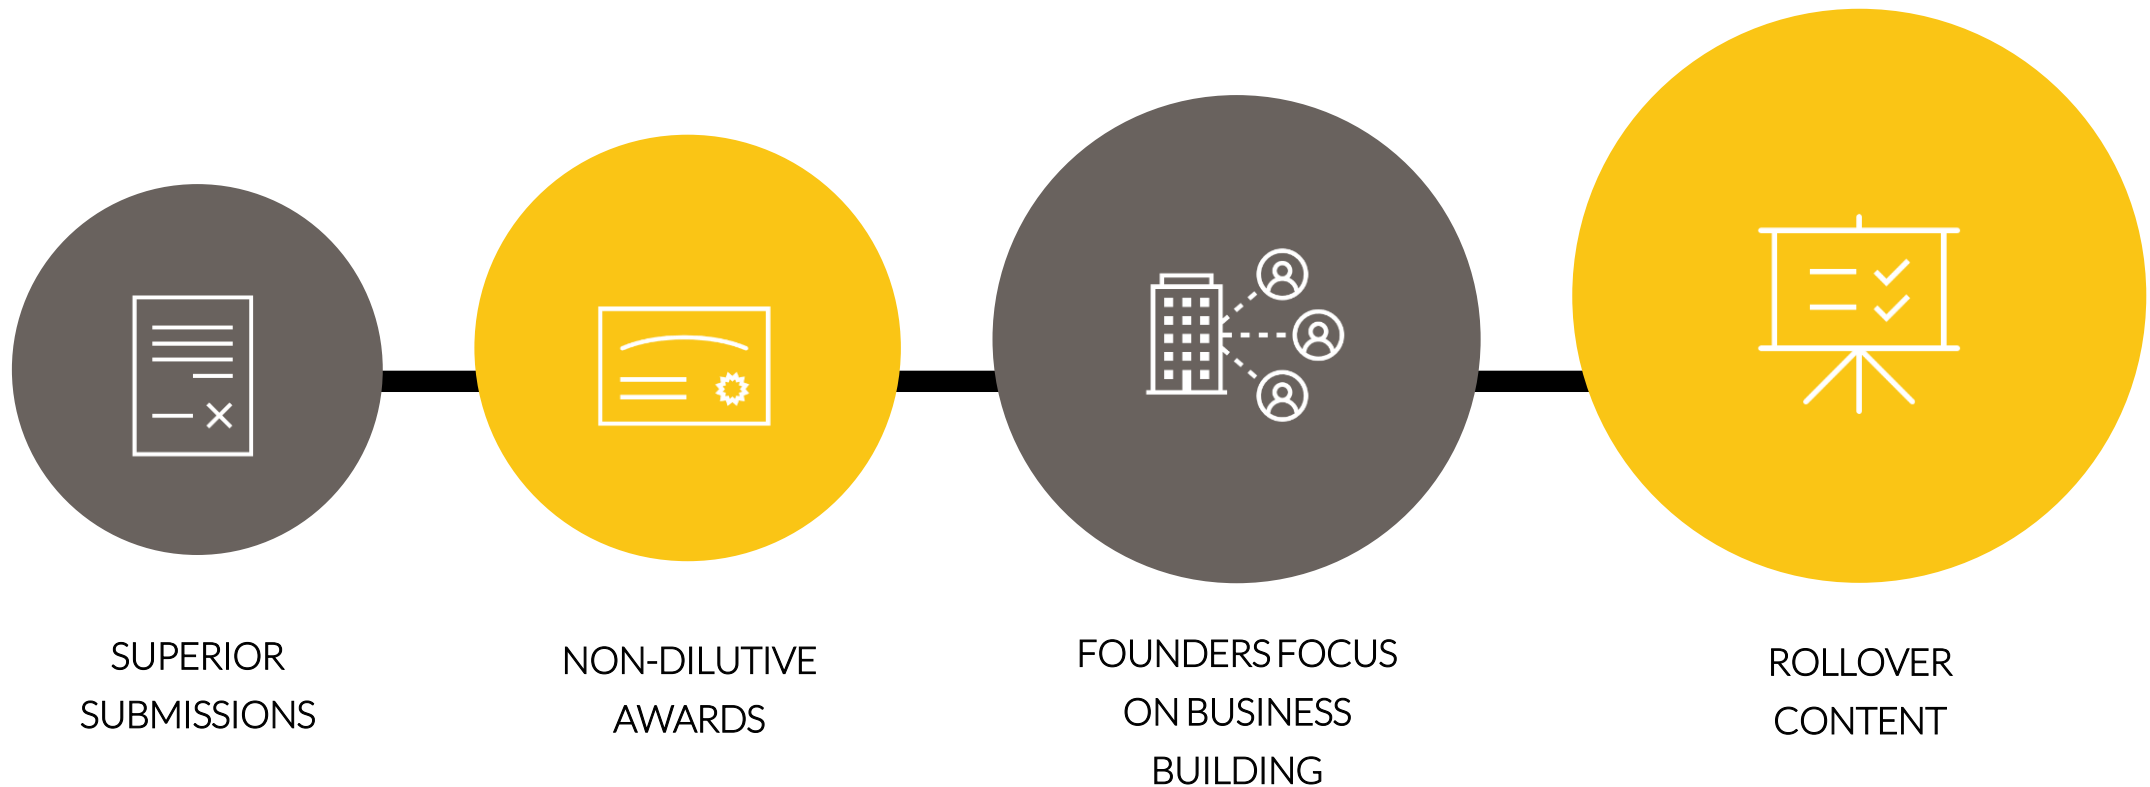 SUPERIOR
SUBMISSIONS
NON-DILUTIVE
AWARDS
FOUNDERS FOCUS
ON BUSINESS
BUILDING
ROLLOVER
CONTENT